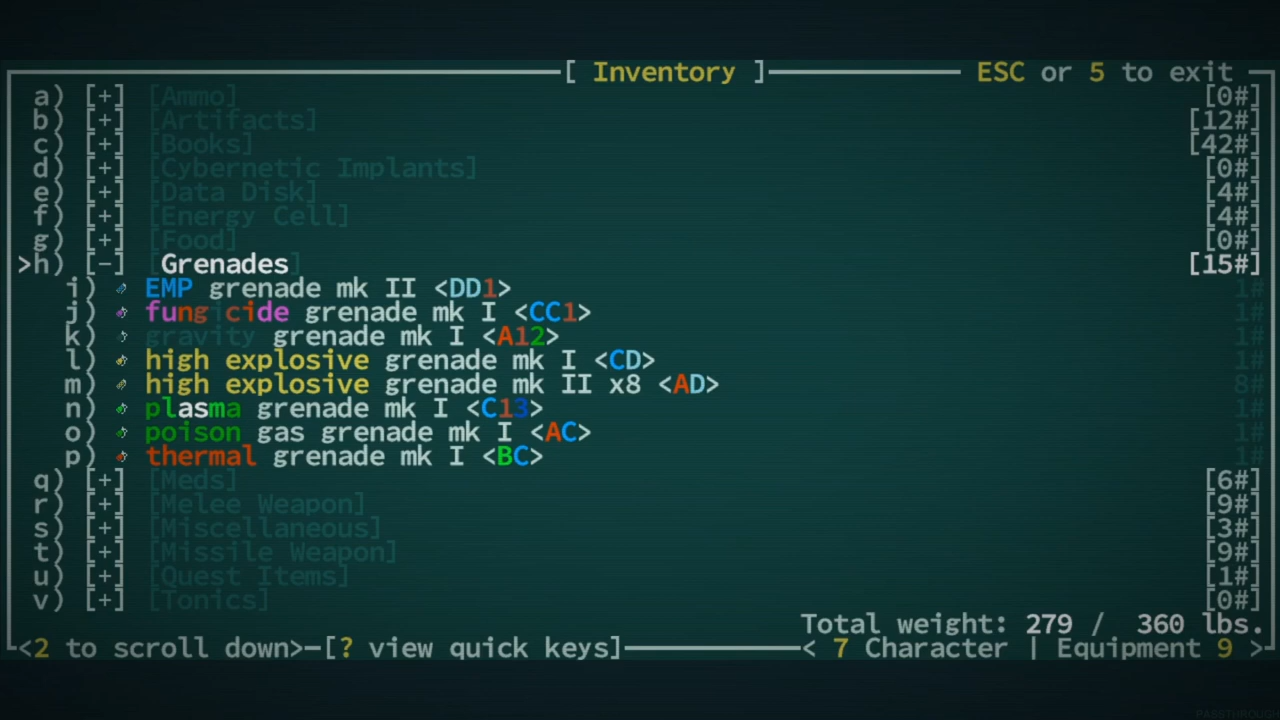 [ Inventory ] ESC or 5 to exit
a) [+] [Ammo] [0#]
b) [+] [Artifacts] [12#]
c) [+] [Books] [42#]
d) [+] [Cybernetic Implants] [0#]
e) [+] [Data Disk] [4#]
f) [+] [Energy Cell] [4#]
g) [+] [Food] [0#]
>h) [-] [Grenades] [15#]
i) EMP grenade mk II <DD1> 1#
j) fungicide grenade mk I <CC1> 1#
k) gravity grenade mk I <A12> 1#
l) high explosive grenade mk I <CD> 1#
m) high explosive grenade mk II x8 <AD> 8#
n) plasma grenade mk I <C13> 1#
o) poison gas grenade mk I <AC> 1#
p) thermal grenade mk I <BC> 1#
q) [+] [Meds] [6#]
r) [+] [Melee Weapon] [9#]
s) [+] [Miscellaneous] [3#]
t) [+] [Missile Weapon] [9#]
u) [+] [Quest Items] [1#]
v) [+] [Tonics] [0#]
Total weight: 279 / 360 lbs.
<2 to scroll down> [? view quick keys] < 7 Character | Equipment 9 >